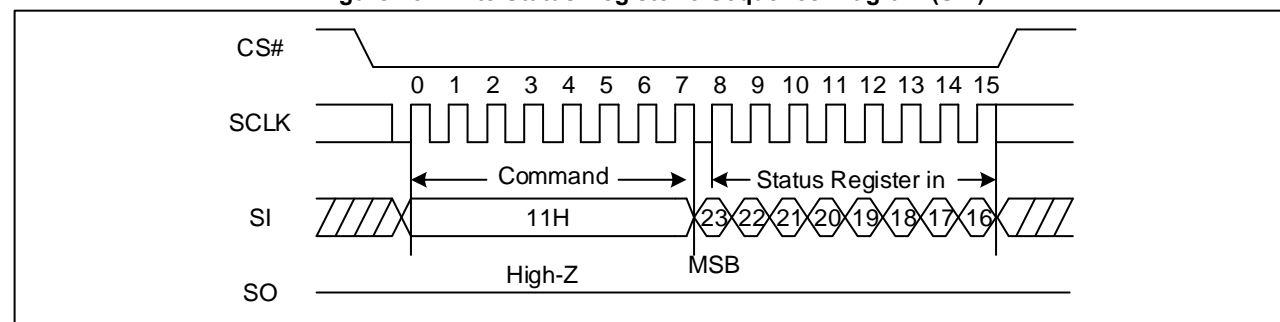 CS#
0 1 2 3 4 5 6 7 8 9 10 11 12 13 14 15
SCLK
Command Status Register in
SI 11H 23 22 21 20 19 18 17 16
MSB
High-Z
SO